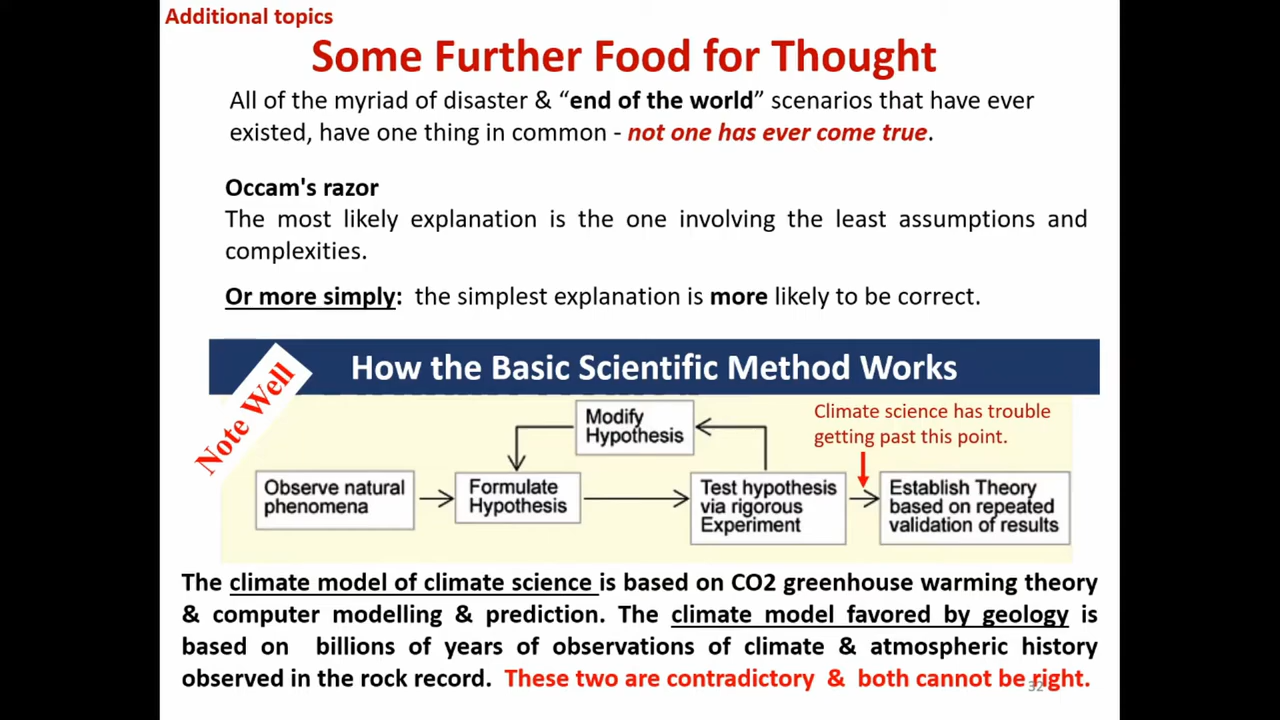 Additional topics
Some Further Food for Thought
All of the myriad of disaster & “end of the world” scenarios that have ever
existed, have one thing in common - not one has ever come true.
Occam's razor
The most likely explanation is the one involving the least assumptions and
complexities.
Or more simply: the simplest explanation is more likely to be correct.
Note Well
How the Basic Scientific Method Works
Climate science has trouble
getting past this point.
Modify
Hypothesis
Observe natural
phenomena
Formulate
Hypothesis
Test hypothesis
via rigorous
Experiment
Establish Theory
based on repeated
validation of results
The climate model of climate science is based on CO2 greenhouse warming theory
& computer modelling & prediction. The climate model favored by geology is
based on billions of years of observations of climate & atmospheric history
observed in the rock record. These two are contradictory & both cannot be right.
32